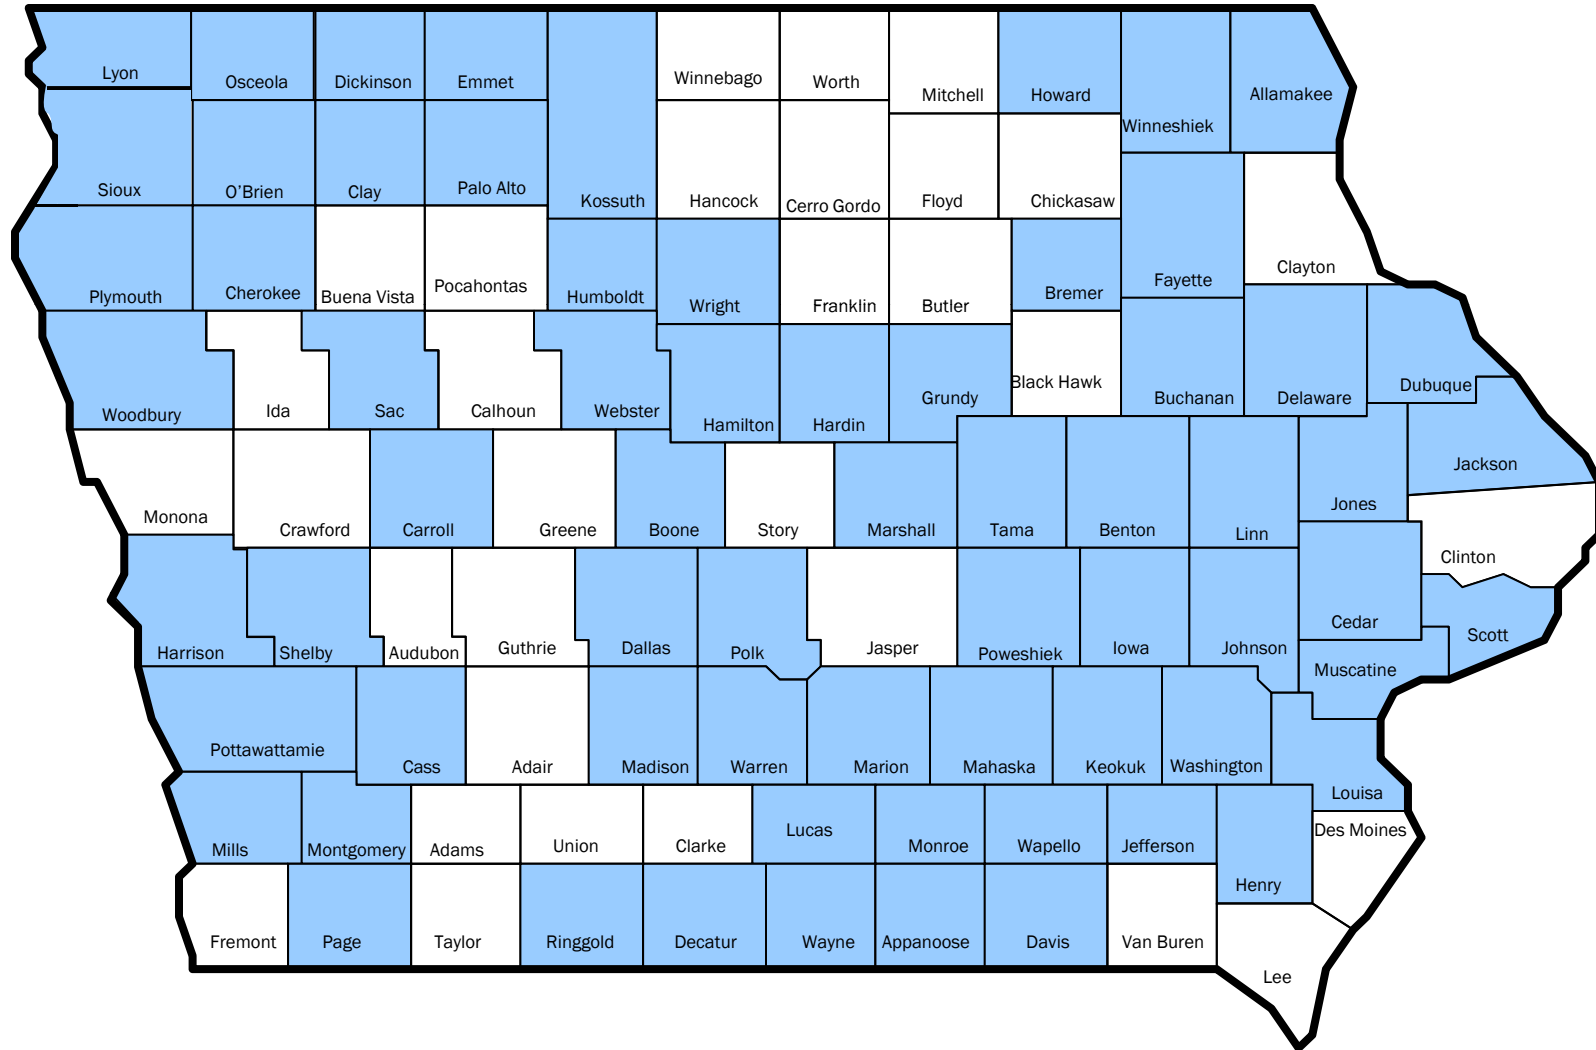 Lyon
Osceola
Dickinson
Emmet
Winnebago
Worth
Mitchell
Howard
Winneshiek
Allamakee
Sioux
O'Brien
Clay
Palo Alto
Kossuth
Hancock
Cerro Gordo
Floyd
Chickasaw
Plymouth
Cherokee
Buena Vista
Pocahontas
Humboldt
Wright
Franklin
Butler
Bremer
Fayette
Clayton
Woodbury
Ida
Sac
Calhoun
Webster
Hamilton
Hardin
Grundy
Black Hawk
Buchanan
Delaware
Dubuque
Monona
Crawford
Carroll
Greene
Boone
Story
Marshall
Tama
Benton
Linn
Jones
Jackson
Clinton
Harrison
Shelby
Audubon
Guthrie
Dallas
Polk
Jasper
Poweshiek
Iowa
Johnson
Cedar
Scott
Muscatine
Pottawattamie
Cass
Adair
Madison
Warren
Marion
Mahaska
Keokuk
Washington
Louisa
Mills
Montgomery
Adams
Union
Clarke
Lucas
Monroe
Wapello
Jefferson
Henry
Des Moines
Fremont
Page
Taylor
Ringgold
Decatur
Wayne
Appanoose
Davis
Van Buren
Lee